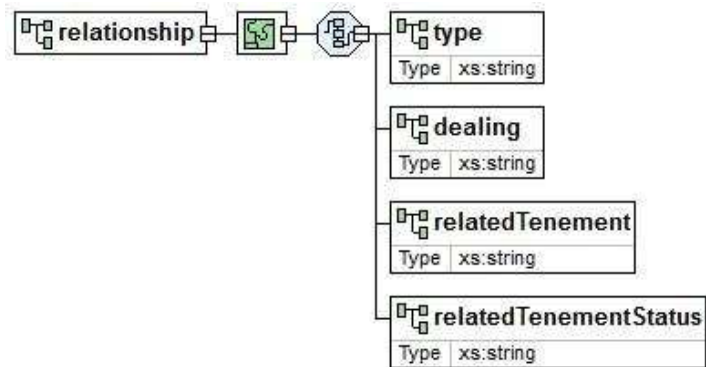 relationship
type
Type xs:string
dealing
Type xs:string
relatedTenement
Type xs:string
relatedTenementStatus
Type xs:string